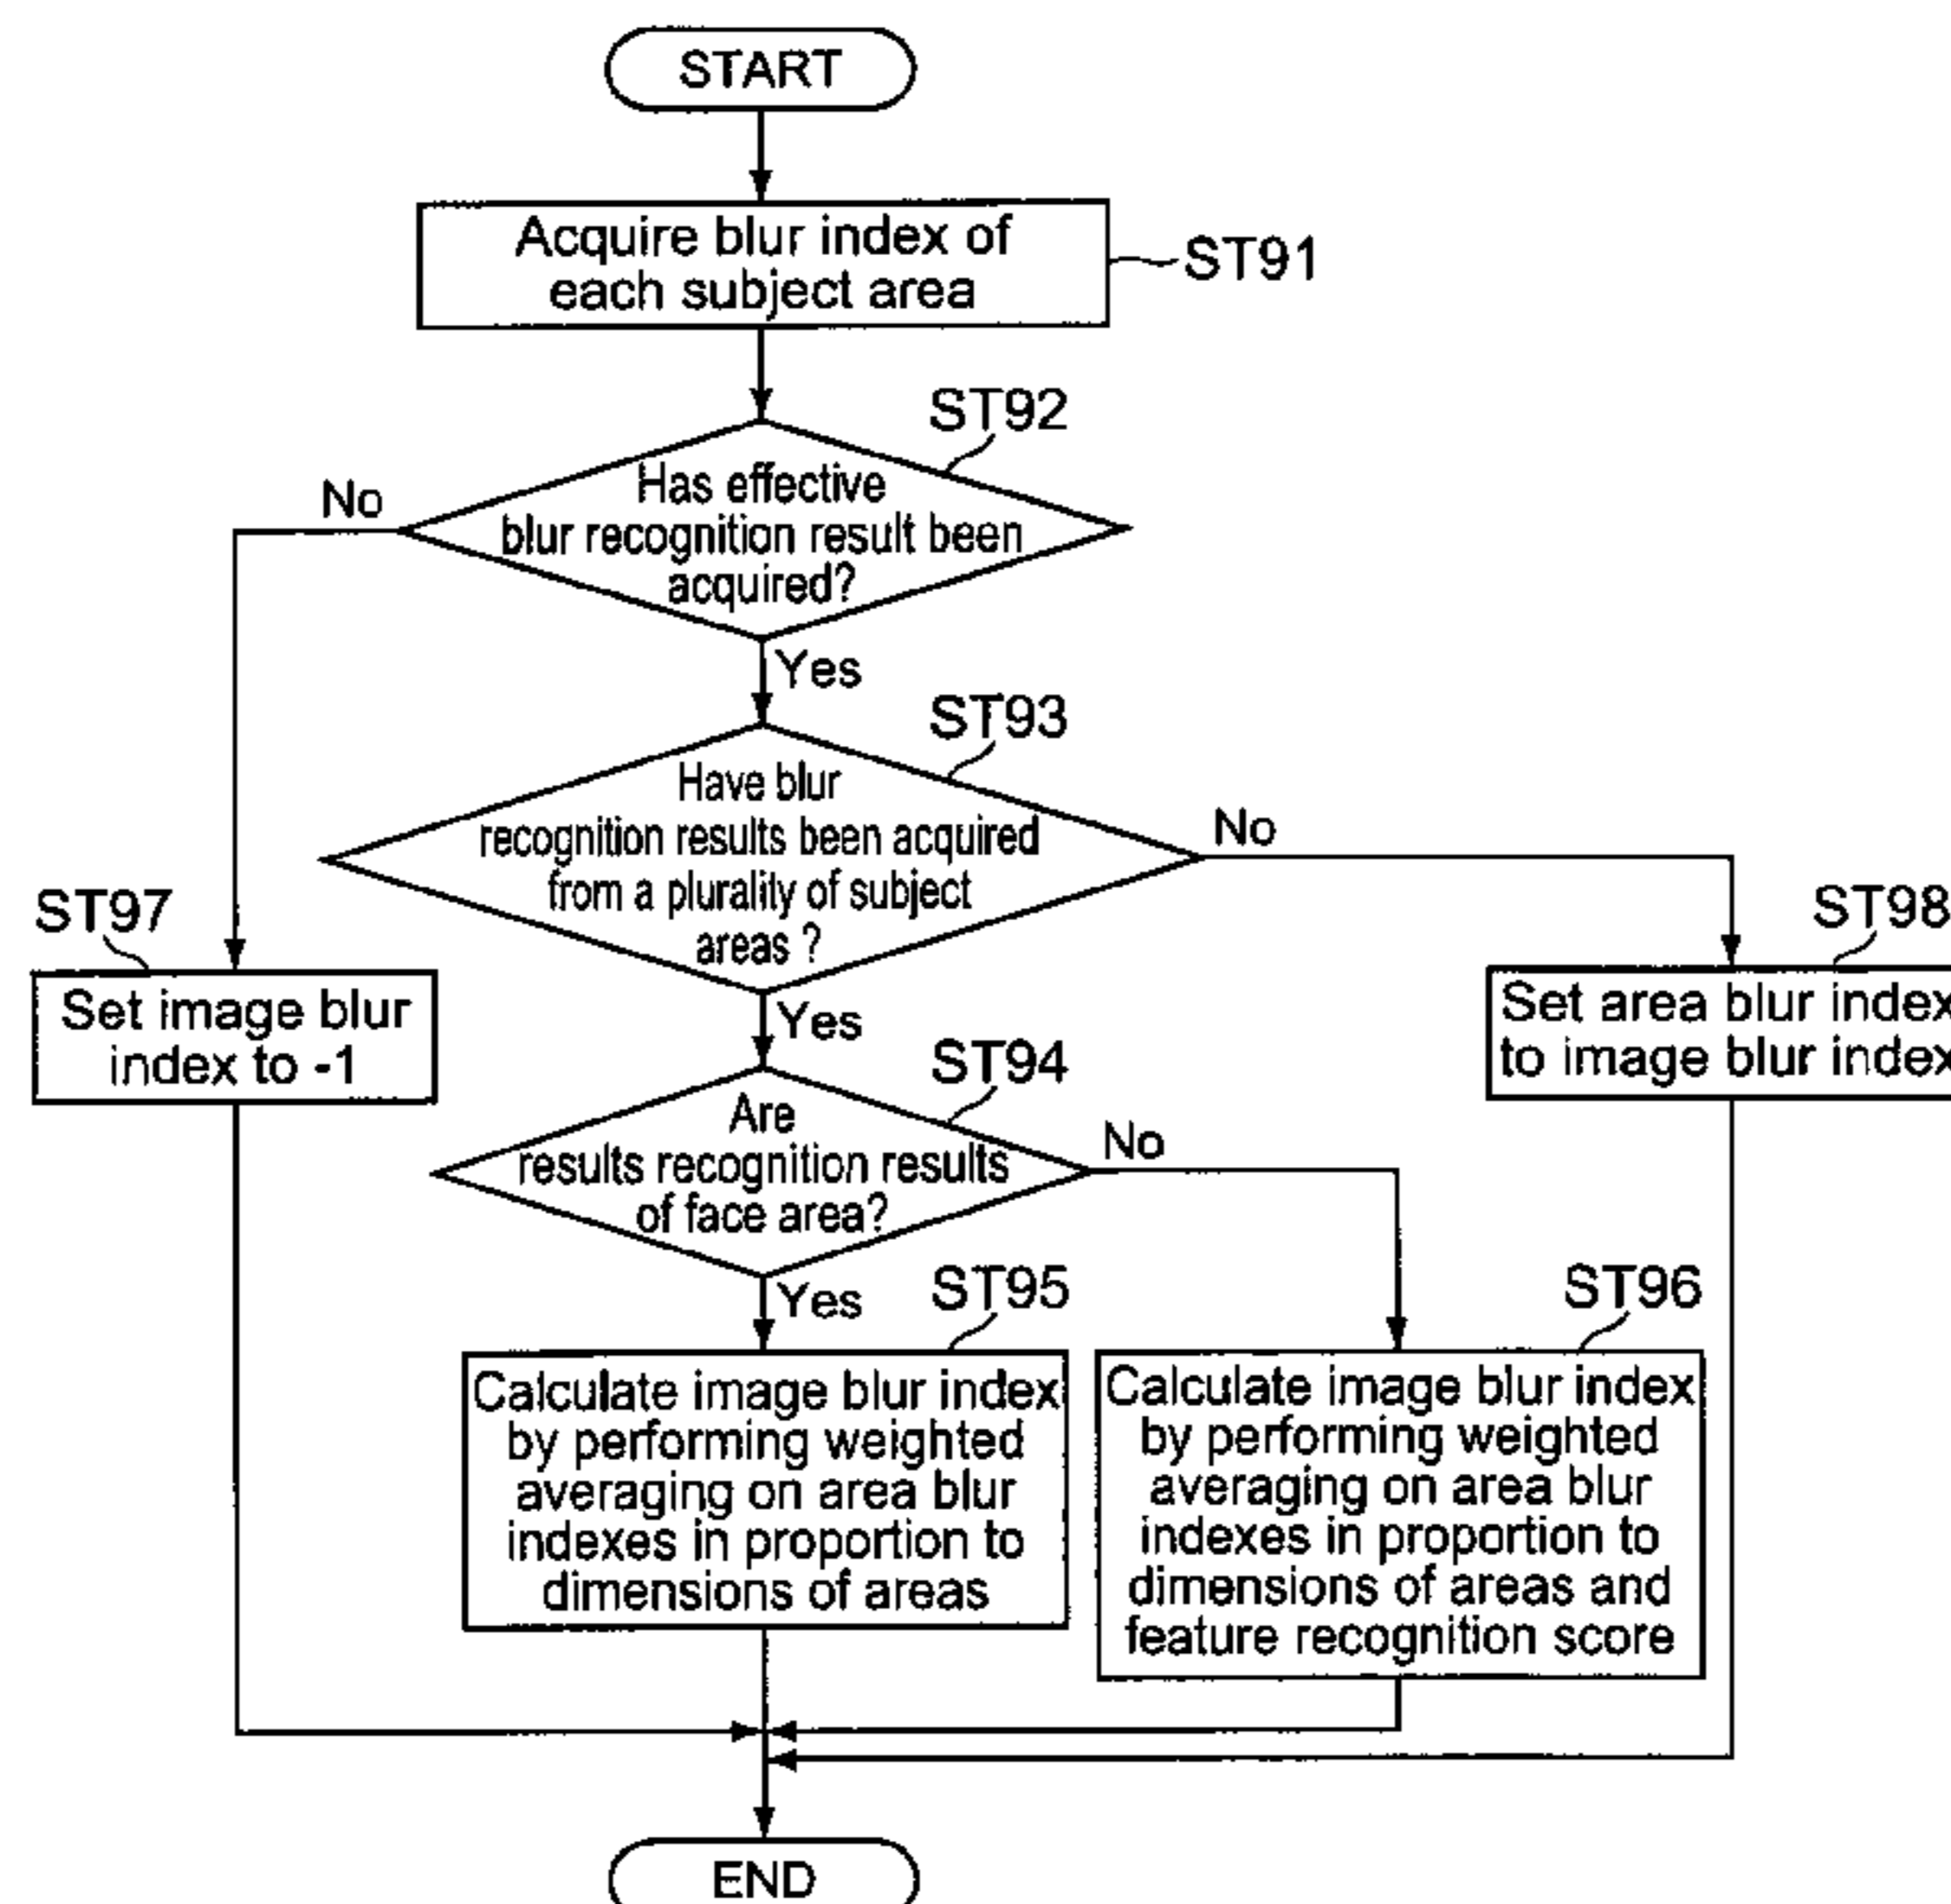 START
Acquire blur index of
each subject area
ST91
ST92
Has effective
blur recognition result been
acquired?
No
Yes
ST93
Have blur
recognition results been acquired
from a plurality of subject
areas ?
No
Yes
ST97
Set image blur
index to -1
ST98
Set area blur index
to image blur index
ST94
Are
results recognition results
of face area?
No
Yes
ST95
Calculate image blur index
by performing weighted
averaging on area blur
indexes in proportion to
dimensions of areas
ST96
Calculate image blur index
by performing weighted
averaging on area blur
indexes in proportion to
dimensions of areas and
feature recognition score
END